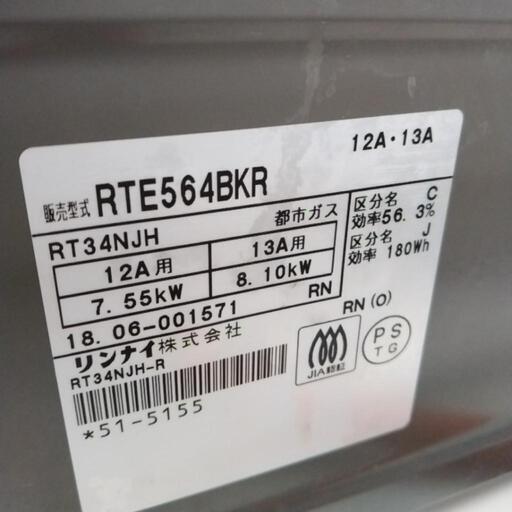 12A・13A
販売型式 RTE564BKR
RT34NJH 都市ガス
12A用 13A用
7.55kW 8.10kW
区分名 C
効率56.3%
区分名 J
効率 180Wh
18.06-001571 RN
リンナイ株式会社
RT34NJH-R
*51-5155
RN(O)
JIA認証
PS
TG